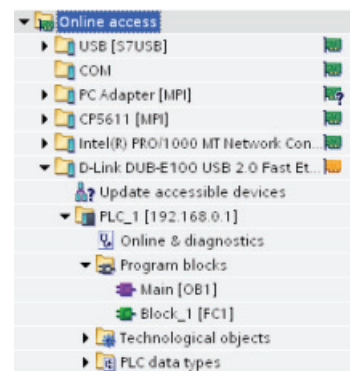 Online access
USB [S7USB]
COM
PC Adapter [MPI]
CP5611 [MPI]
Intel(R) PRO/1000 MT Network Con...
D-Link DUB-E100 USB 2.0 Fast Et...
Update accessible devices
PLC_1 [192.168.0.1]
Online & diagnostics
Program blocks
Main [OB1]
Block_1 [FC1]
Technological objects
PLC data types